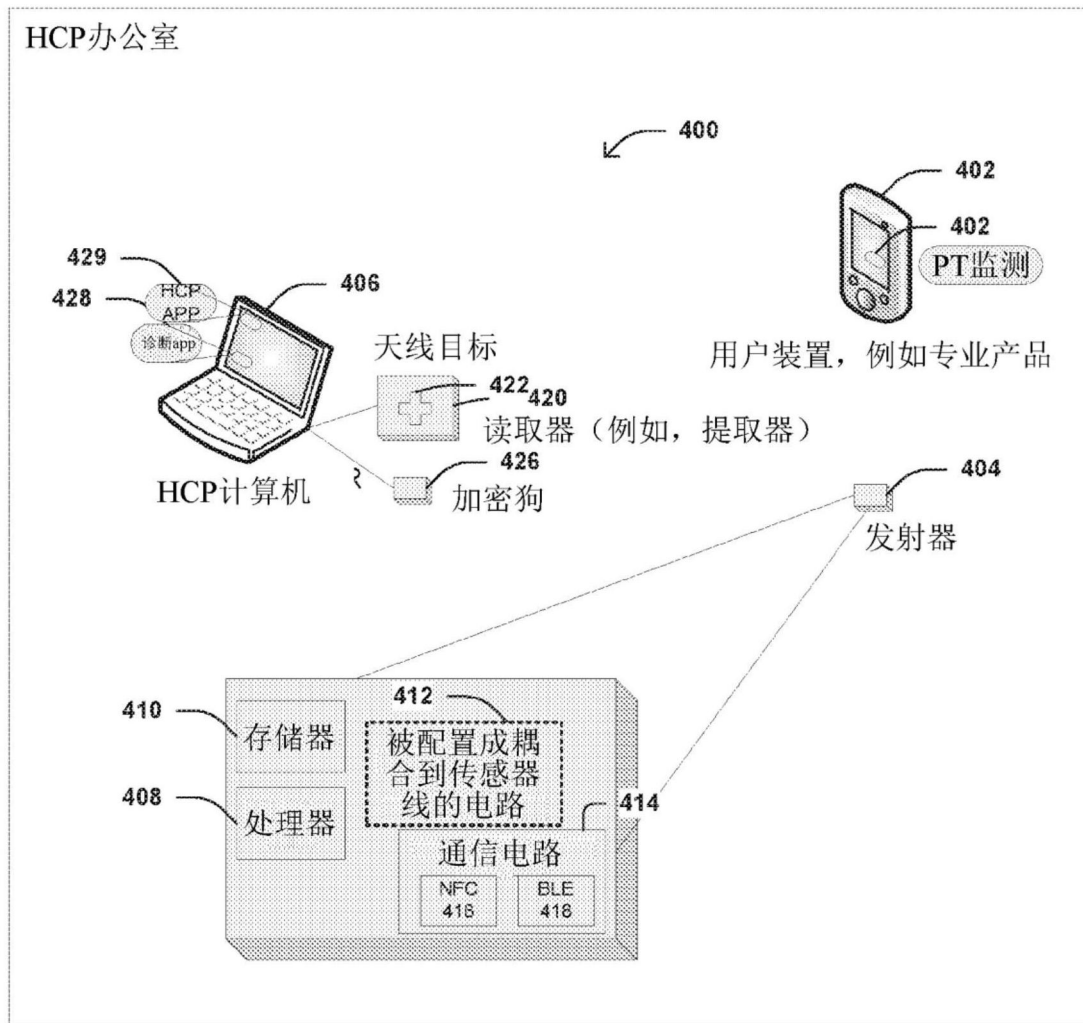 HCP办公室
400
402
402
PT监测
用户装置，例如专业产品
429
428
HCP
APP
诊断app
406
HCP计算机
天线目标
422
420
读取器（例如，提取器）
426
加密狗
404
发射器
410
存储器
408
处理器
412
被配置成耦
合到传感器
线的电路
414
通信电路
NFC
416
BLE
418